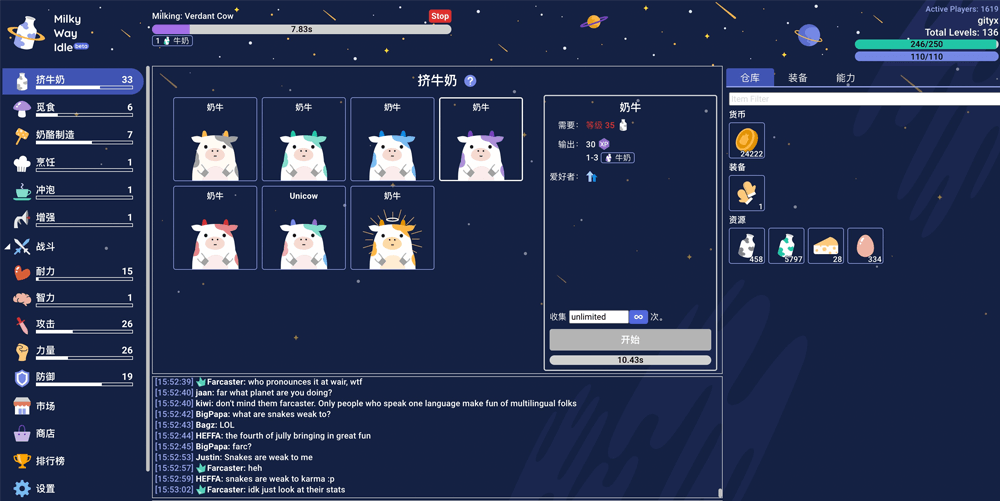 Milky
Way
Idle beta
Milking: Verdant Cow
Stop
7.83s
1 牛奶
Active Players: 1619
gityx
Total Levels: 136
246/250
110/110
挤牛奶 33
觅食 6
奶酪制造 7
烹饪 1
冲泡 1
增强 1
战斗
耐力 15
智力 1
攻击 26
力量 26
防御 19
市场
商店
排行榜
设置
挤牛奶 ?
奶牛 奶牛 奶牛 奶牛
奶牛 Unicow 奶牛
奶牛
需要: 等级 35
输出: 30 XP
1-3 牛奶
爱好者:
收集 unlimited ∞ 次。
开始
10.43s
仓库 装备 能力
Item Filter
货币
24222
装备
1
资源
458 5797 28 334
[15:52:39] Farcaster: who pronounces it at wair, wtf
[15:52:40] jaan: far what planet are you doing?
[15:52:40] kiwi: don't mind them farcaster. Only people who speak one language make fun of multilingual folks
[15:52:42] BigPapa: what are snakes weak to?
[15:52:43] Bagz: LOL
[15:52:44] HEFFA: the fourth of jully bringing in great fun
[15:52:45] BigPapa: farc?
[15:52:53] Justin: Snakes are weak to me
[15:52:57] Farcaster: heh
[15:52:59] HEFFA: snakes are weak to karma :p
[15:53:02] Farcaster: idk just look at their stats